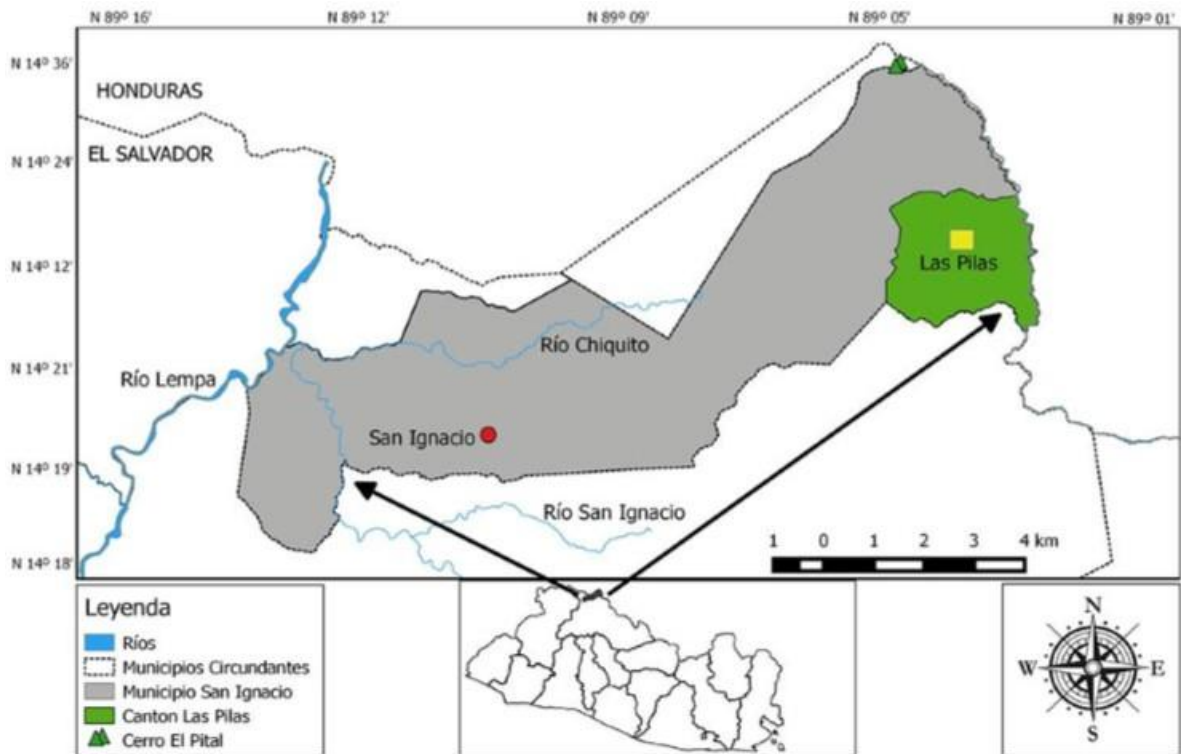 N 89º 16' N 89º 12' N 89º 09' N 89º 05' N 89º 01'
N 14º 36'
HONDURAS
EL SALVADOR
N 14º 24'
N 14º 12'
Las Pilas
Río Chiquito
N 14º 21'
Río Lempa
San Ignacio
N 14º 19'
Río San Ignacio
1 0 1 2 3 4 km
N 14º 18'
Leyenda
Ríos
Municipios Circundantes
Municipio San Ignacio
Canton Las Pilas
Cerro El Pital
N
W E
S